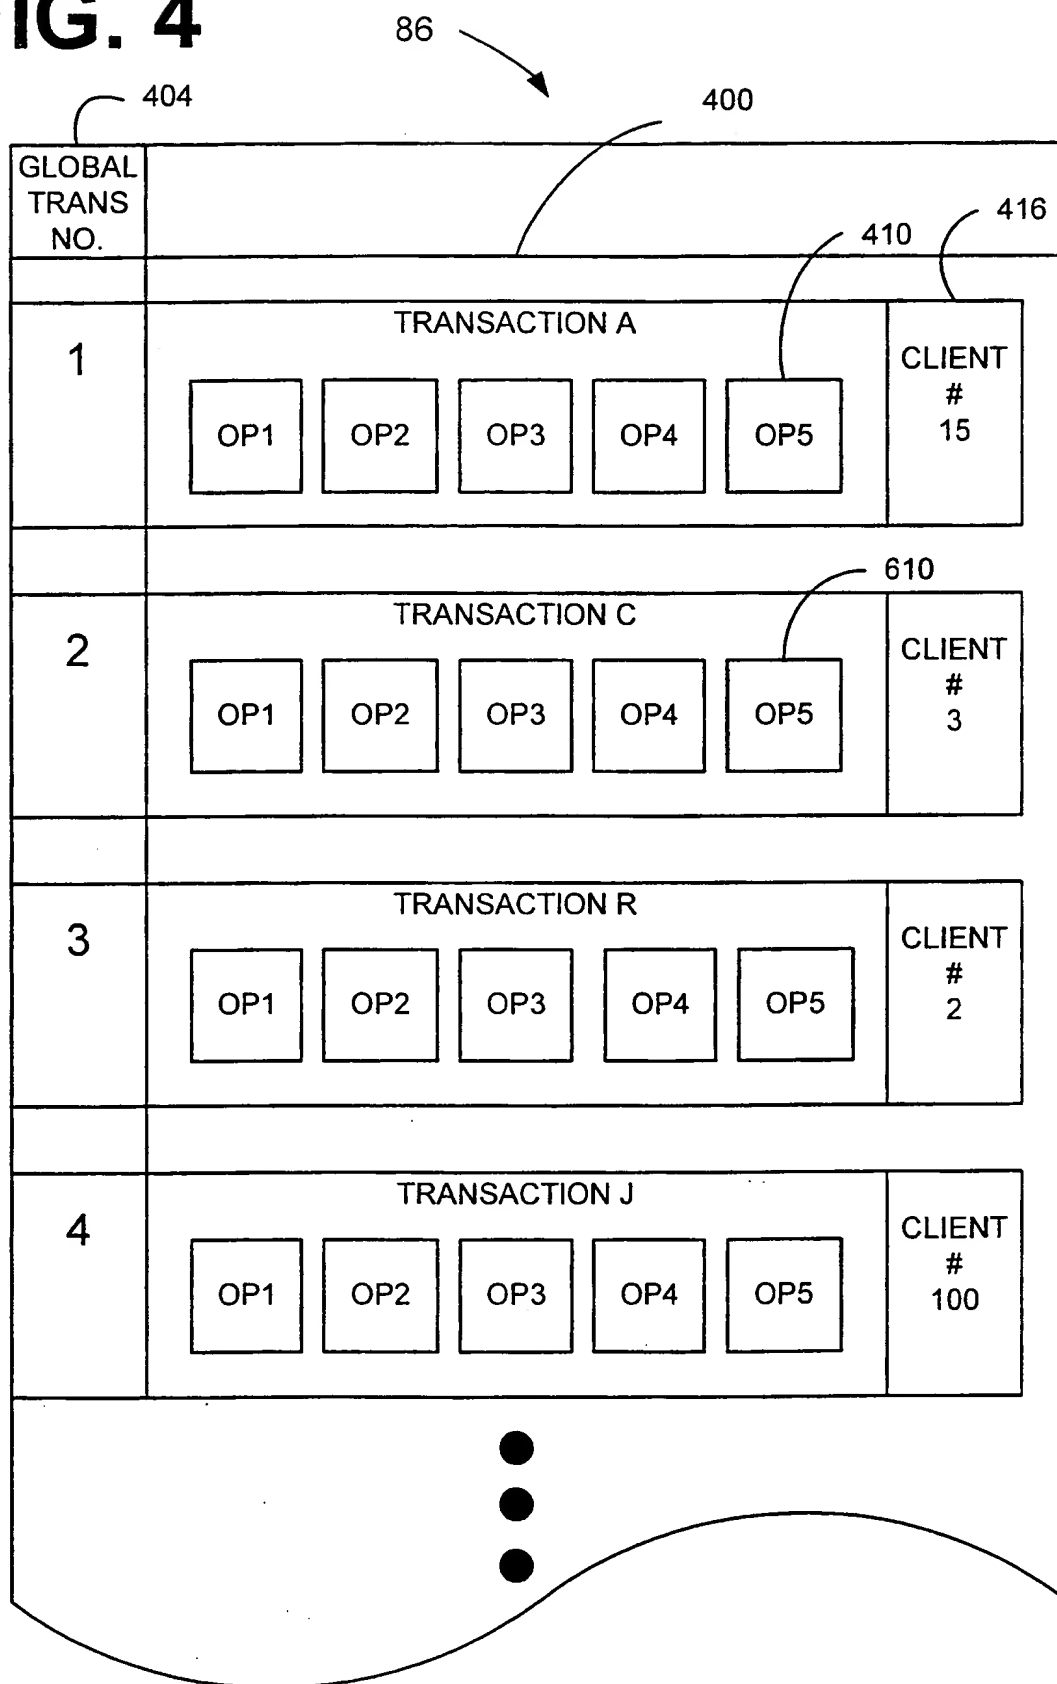 IG. 4
86
404
400
GLOBAL
TRANS
NO.
416
410
TRANSACTION A
1
OP1 OP2 OP3 OP4 OP5
CLIENT
#
15
610
TRANSACTION C
2
OP1 OP2 OP3 OP4 OP5
CLIENT
#
3
TRANSACTION R
3
OP1 OP2 OP3 OP4 OP5
CLIENT
#
2
TRANSACTION J
4
OP1 OP2 OP3 OP4 OP5
CLIENT
#
100